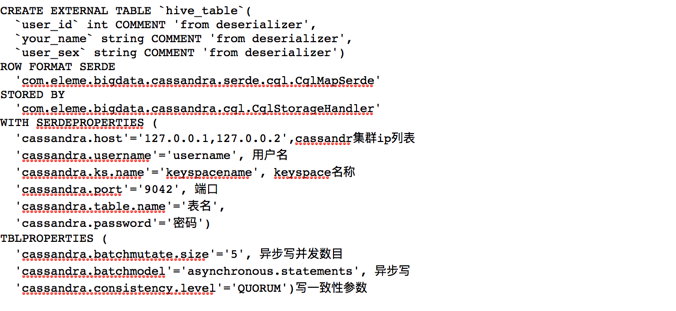 CREATE EXTERNAL TABLE `hive_table`(
`user_id` int COMMENT 'from deserializer',
`your_name` string COMMENT 'from deserializer',
`user_sex` string COMMENT 'from deserializer')
ROW FORMAT SERDE
'com.eleme.bigdata.cassandra.serde.cql.CqlMapSerde'
STORED BY
'com.eleme.bigdata.cassandra.cql.CqlStorageHandler'
WITH SERDEPROPERTIES (
'cassandra.host'='127.0.0.1,127.0.0.2',cassandr集群ip列表
'cassandra.username'='username', 用户名
'cassandra.ks.name'='keyspacename', keyspace名称
'cassandra.port'='9042', 端口
'cassandra.table.name'='表名',
'cassandra.password'='密码')
TBLPROPERTIES (
'cassandra.batchmutate.size'='5', 异步写并发数目
'cassandra.batchmodel'='asynchronous.statements', 异步写
'cassandra.consistency.level'='QUORUM')写一致性参数